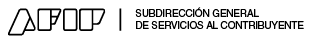 AFIP
SUBDIRECCIÓN GENERAL
DE SERVICIOS AL CONTRIBUYENTE